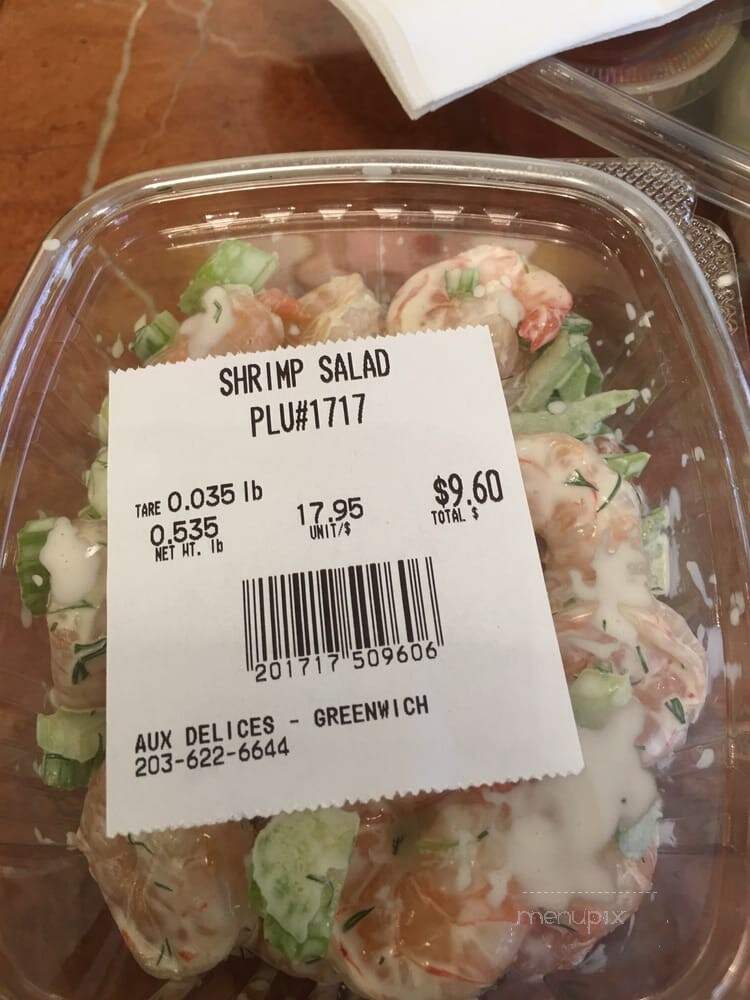 SHRIMP SALAD
PLU#1717
TARE 0.035 lb
0.535 17.95 $9.60
NET WT. lb UNIT/$ TOTAL $
201717 509606
AUX DELICES - GREENWICH
203-622-6644
menupix